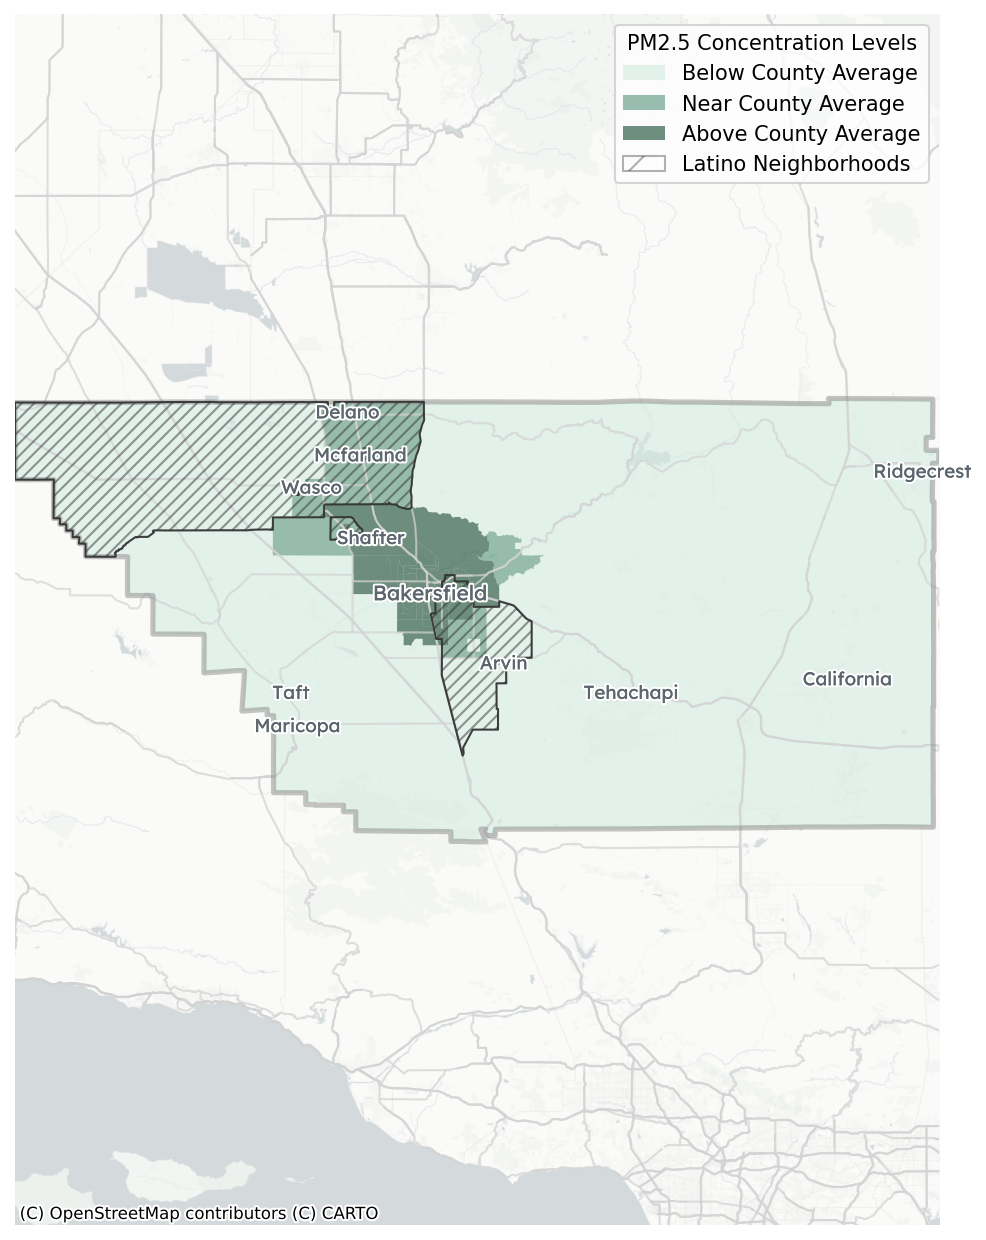 PM2.5 Concentration Levels
Below County Average
Near County Average
Above County Average
Latino Neighborhoods
Delano
Mcfarland
Ridgecrest
Wasco
Shafter
Bakersfield
Arvin
California
Taft
Tehachapi
Maricopa
(C) OpenStreetMap contributors (C) CARTO